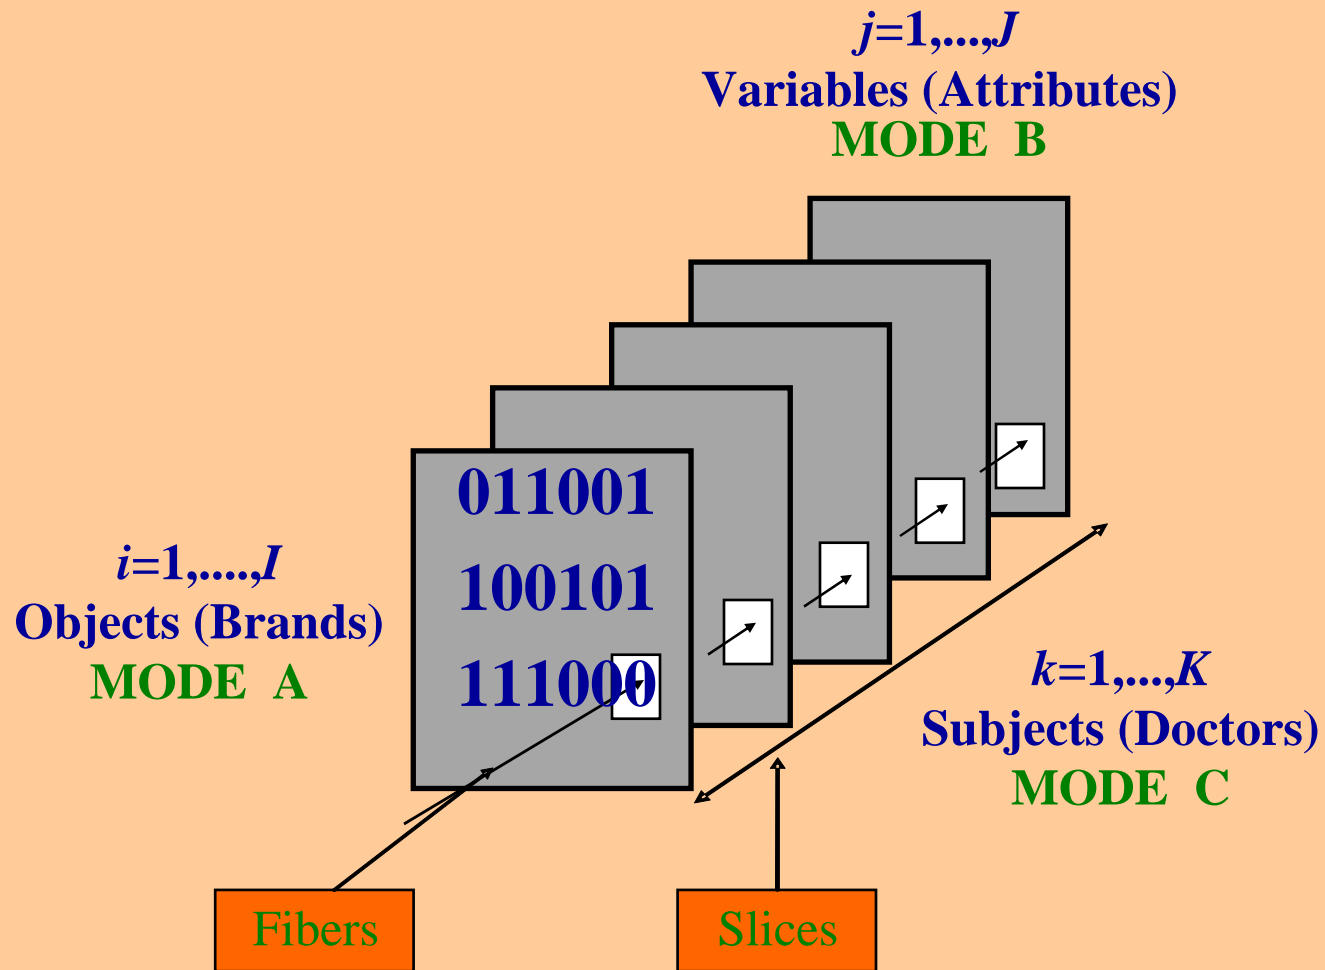 j=1,...,J
Variables (Attributes)
MODE B
011001
100101
111000
i=1,....,I
Objects (Brands)
MODE A
k=1,...,K
Subjects (Doctors)
MODE C
Fibers
Slices